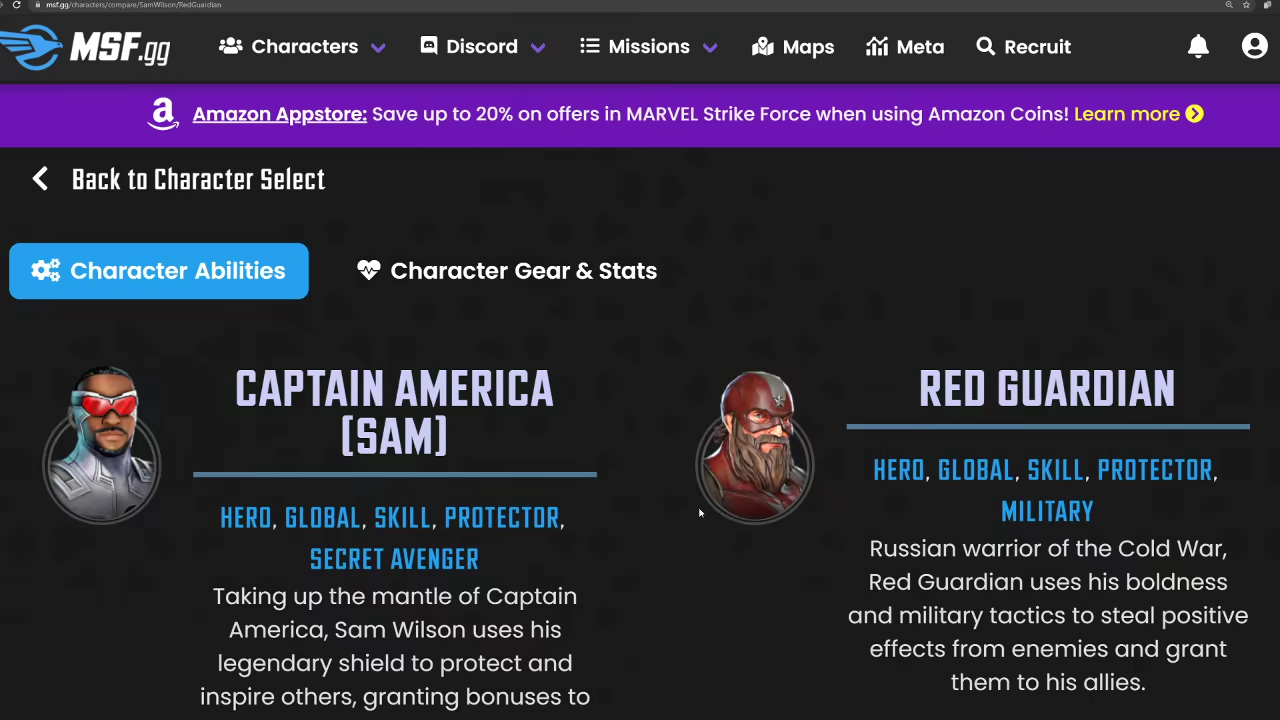 msf.gg/characters/compare/SamWilson/RedGuardian
MSF.gg
Characters
Discord
Missions
Maps
Meta
Recruit
Amazon Appstore: Save up to 20% on offers in MARVEL Strike Force when using Amazon Coins! Learn more
Back to Character Select
Character Abilities
Character Gear & Stats
CAPTAIN AMERICA
(SAM)
HERO, GLOBAL, SKILL, PROTECTOR,
SECRET AVENGER
Taking up the mantle of Captain
America, Sam Wilson uses his
legendary shield to protect and
inspire others, granting bonuses to
RED GUARDIAN
HERO, GLOBAL, SKILL, PROTECTOR,
MILITARY
Russian warrior of the Cold War,
Red Guardian uses his boldness
and military tactics to steal positive
effects from enemies and grant
them to his allies.